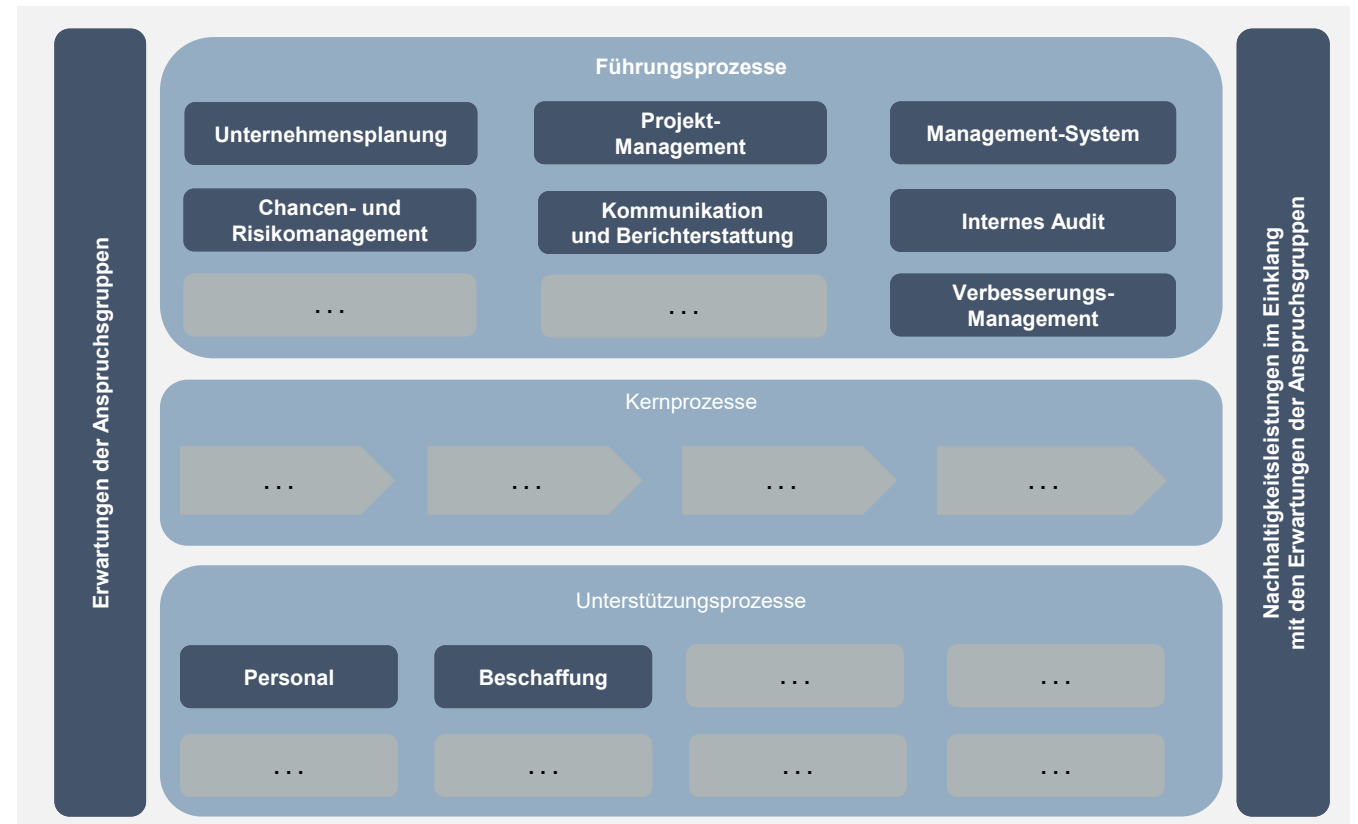 Erwartungen der Anspruchsgruppen
Führungsprozesse
Unternehmensplanung
Projekt-
Management
Management-System
Chancen- und
Risikomanagement
Kommunikation
und Berichterstattung
Internes Audit
. . .
. . .
Verbesserungs-
Management
Kernprozesse
. . .
. . .
. . .
. . .
Unterstützungsprozesse
Personal
Beschaffung
. . .
. . .
. . .
. . .
. . .
. . .
Nachhaltigkeitsleistungen im Einklang
mit den Erwartungen der Anspruchsgruppen